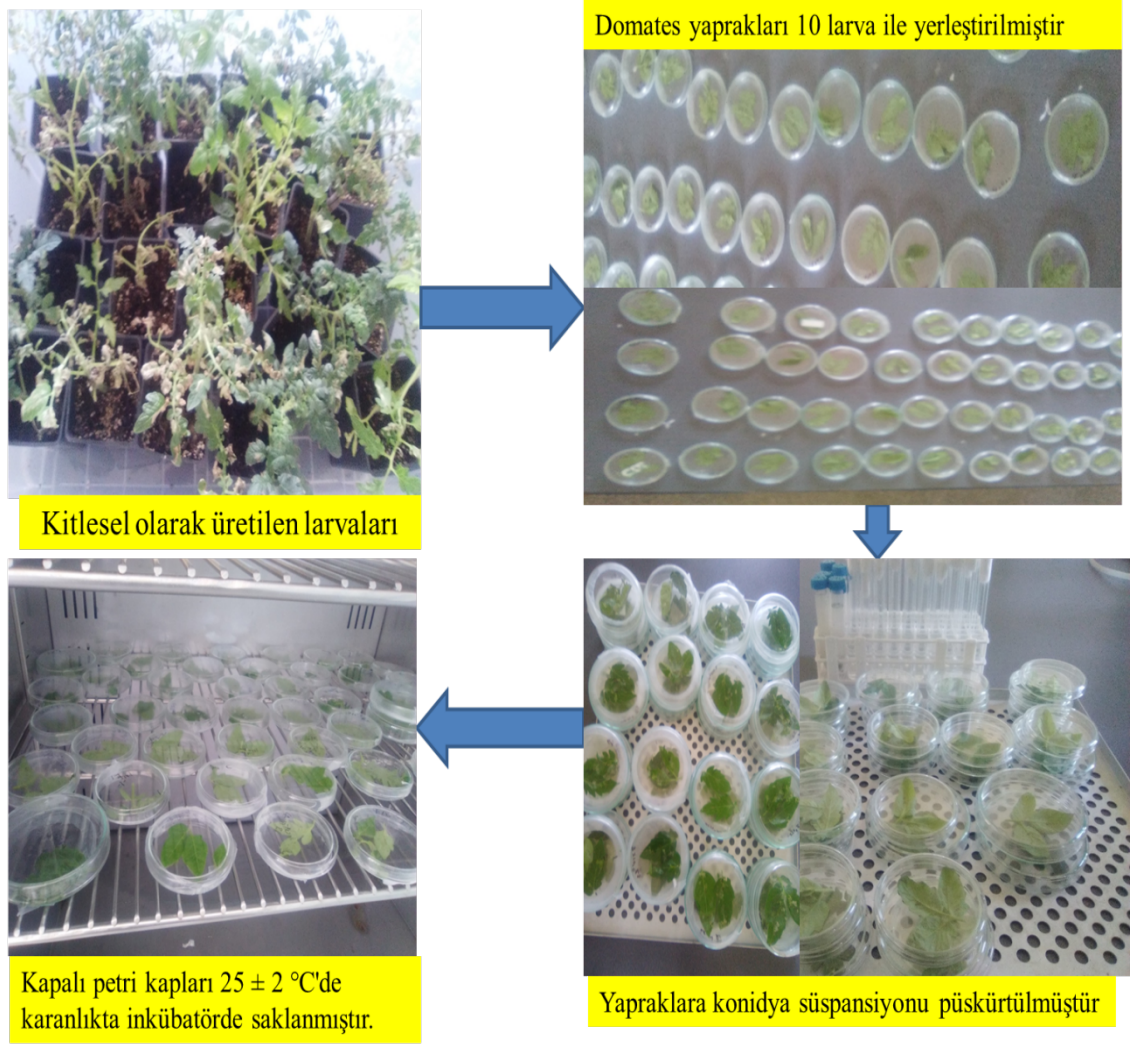 Kitlesel olarak üretilen larvaları
Domates yaprakları 10 larva ile yerleştirilmiştir
Yapraklara konidya süspansiyonu püskürtülmüştür
Kapalı petri kapları 25 ± 2 °C'de
karanlıkta inkübatörde saklanmıştır.